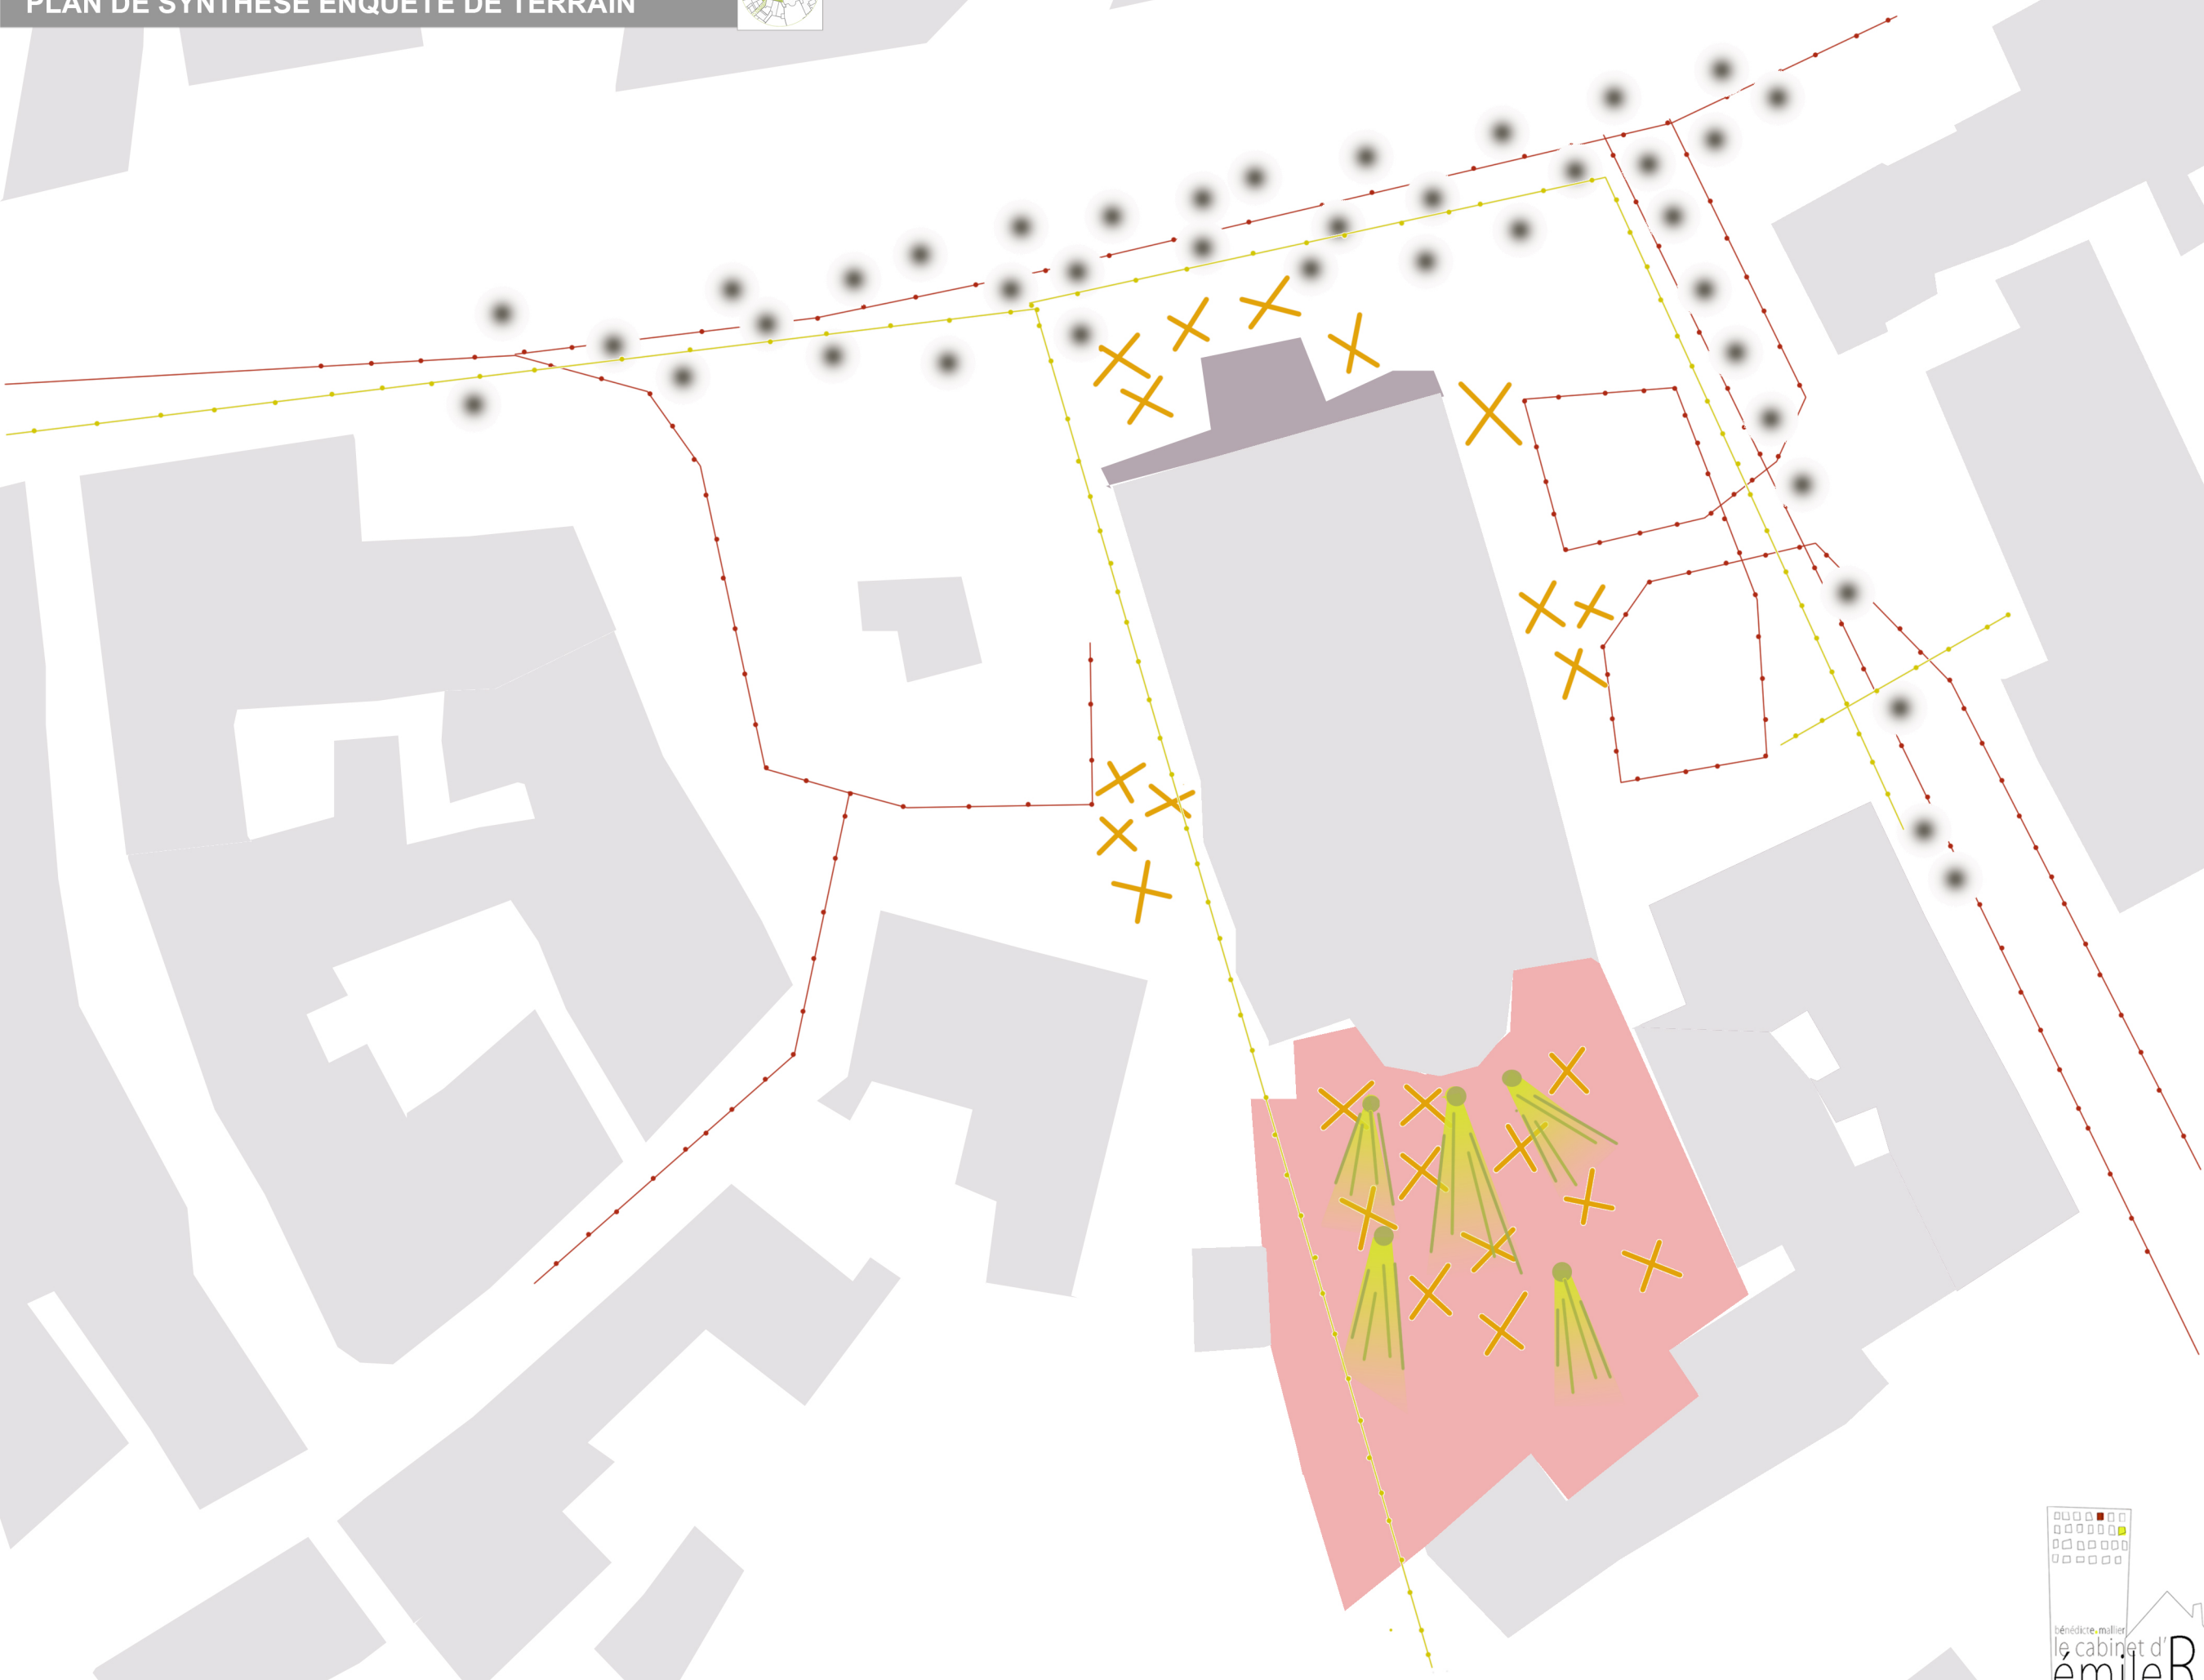 PLAN DE SYNTHESE ENQUETE DE TERRAIN
bénédicte.mallier
le cabinet d'
émileR